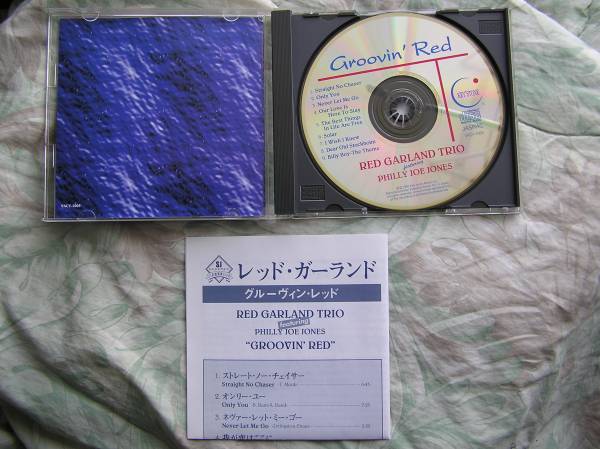 Groovin' Red
1. Straight No Chaser
2. Only You
3. Never Let Me Go
4. Our Love Is
Here To Stay
5. The Best Things
In Life Are Free
6. Solar
7. I Wish I Knew
8. Dear Old Stockholm
9. Billy Boy-The Theme
KEYSTONE
JASRAC
RED GARLAND TRIO
featuring
PHILLY JOE JONES
SJ
レッド・ガーランド
グルーヴィン・レッド
RED GARLAND TRIO
featuring
PHILLY JOE JONES
"GROOVIN' RED"
1. ストレート・ノー・チェイサー
Straight No Chaser
2. オンリー・ユー
Only You
3. ネヴァー・レット・ミー・ゴー
Never Let Me Go